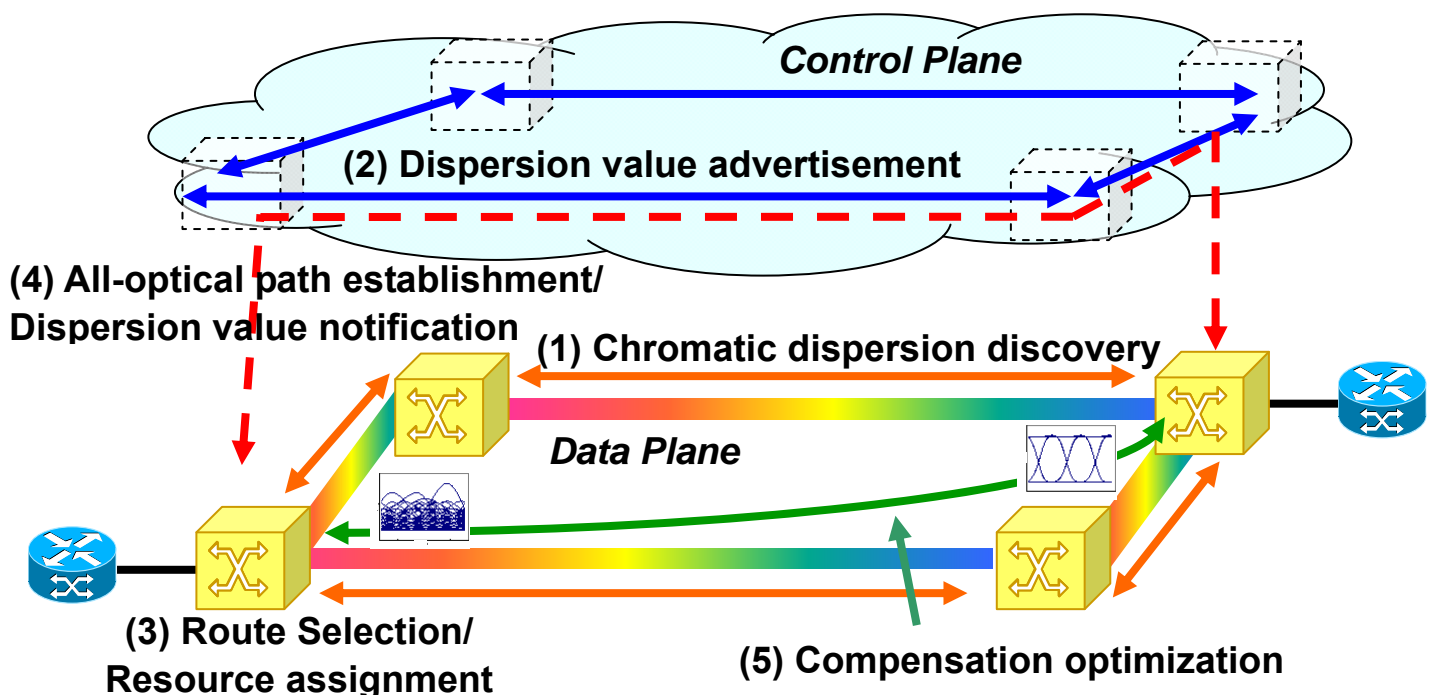 Control Plane
(2) Dispersion value advertisement
(4) All-optical path establishment/
Dispersion value notification
(1) Chromatic dispersion discovery
Data Plane
(3) Route Selection/
Resource assignment
(5) Compensation optimization